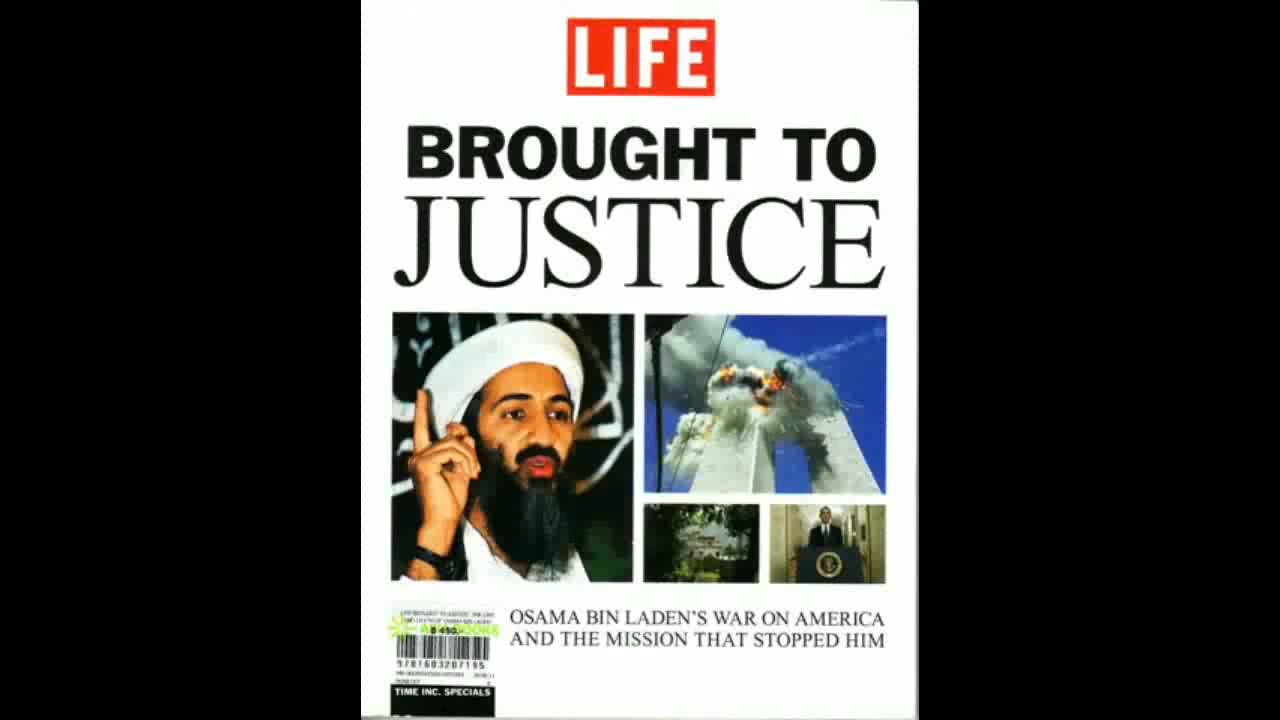 LIFE
BROUGHT TO
JUSTICE
OSAMA BIN LADEN'S WAR ON AMERICA
AND THE MISSION THAT STOPPED HIM
฿ 490.-
9781603207195
TIME INC. SPECIALS